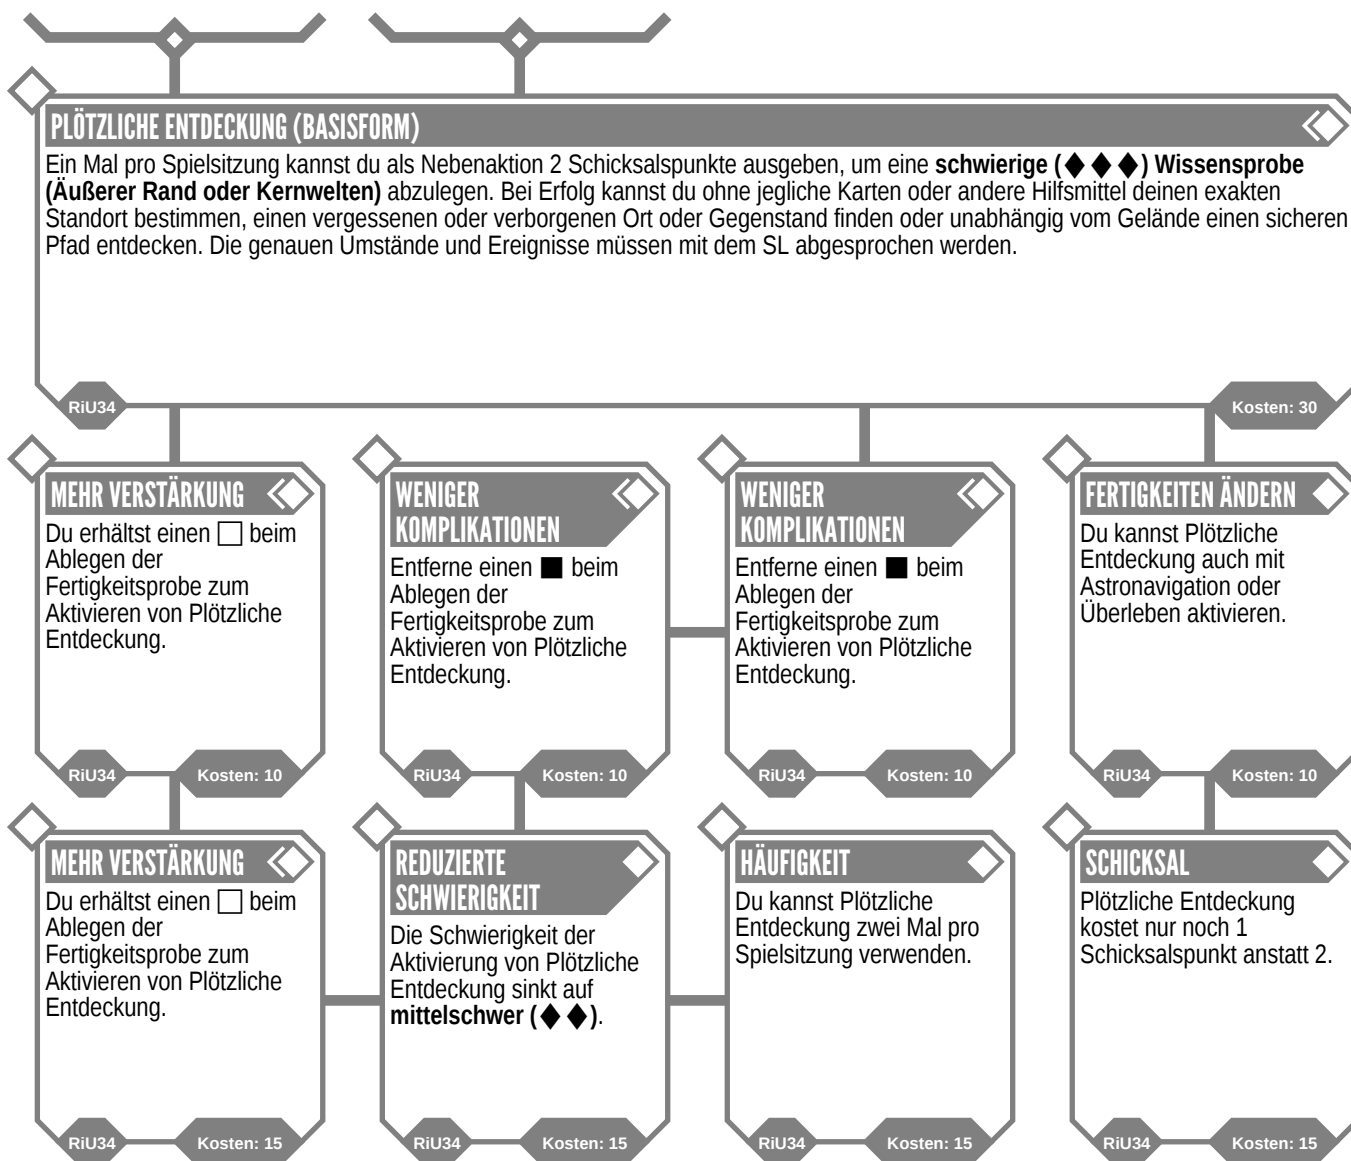 PLÖTZLICHE ENTDECKUNG (BASISFORM)
Ein Mal pro Spielsitzung kannst du als Nebenaktion 2 Schicksalspunkte ausgeben, um eine schwierige (◆ ◆ ◆) Wissensprobe
(Äußerer Rand oder Kernwelten) abzulegen. Bei Erfolg kannst du ohne jegliche Karten oder andere Hilfsmittel deinen exakten
Standort bestimmen, einen vergessenen oder verborgenen Ort oder Gegenstand finden oder unabhängig vom Gelände einen sicheren
Pfad entdecken. Die genauen Umstände und Ereignisse müssen mit dem SL abgesprochen werden.
RiU34
Kosten: 30
MEHR VERSTÄRKUNG
Du erhältst einen □ beim
Ablegen der
Fertigkeitsprobe zum
Aktivieren von Plötzliche
Entdeckung.
RiU34
Kosten: 10
WENIGER
KOMPLIKATIONEN
Entferne einen ■ beim
Ablegen der
Fertigkeitsprobe zum
Aktivieren von Plötzliche
Entdeckung.
RiU34
Kosten: 10
WENIGER
KOMPLIKATIONEN
Entferne einen ■ beim
Ablegen der
Fertigkeitsprobe zum
Aktivieren von Plötzliche
Entdeckung.
RiU34
Kosten: 10
FERTIGKEITEN ÄNDERN
Du kannst Plötzliche
Entdeckung auch mit
Astronavigation oder
Überleben aktivieren.
RiU34
Kosten: 10
MEHR VERSTÄRKUNG
Du erhältst einen □ beim
Ablegen der
Fertigkeitsprobe zum
Aktivieren von Plötzliche
Entdeckung.
RiU34
Kosten: 15
REDUZIERTE
SCHWIERIGKEIT
Die Schwierigkeit der
Aktivierung von Plötzliche
Entdeckung sinkt auf
mittelschwer (◆ ◆).
RiU34
Kosten: 15
HÄUFIGKEIT
Du kannst Plötzliche
Entdeckung zwei Mal pro
Spielsitzung verwenden.
RiU34
Kosten: 15
SCHICKSAL
Plötzliche Entdeckung
kostet nur noch 1
Schicksalspunkt anstatt 2.
RiU34
Kosten: 15